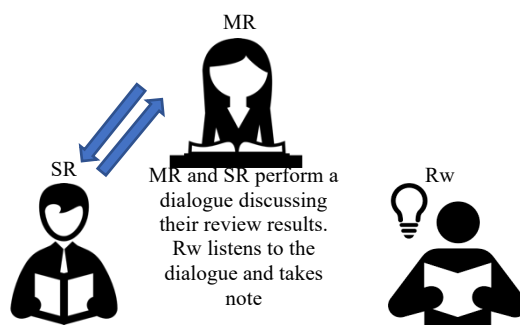 MR
SR
MR and SR perform a
dialogue discussing
their review results.
Rw listens to the
dialogue and takes
note
Rw